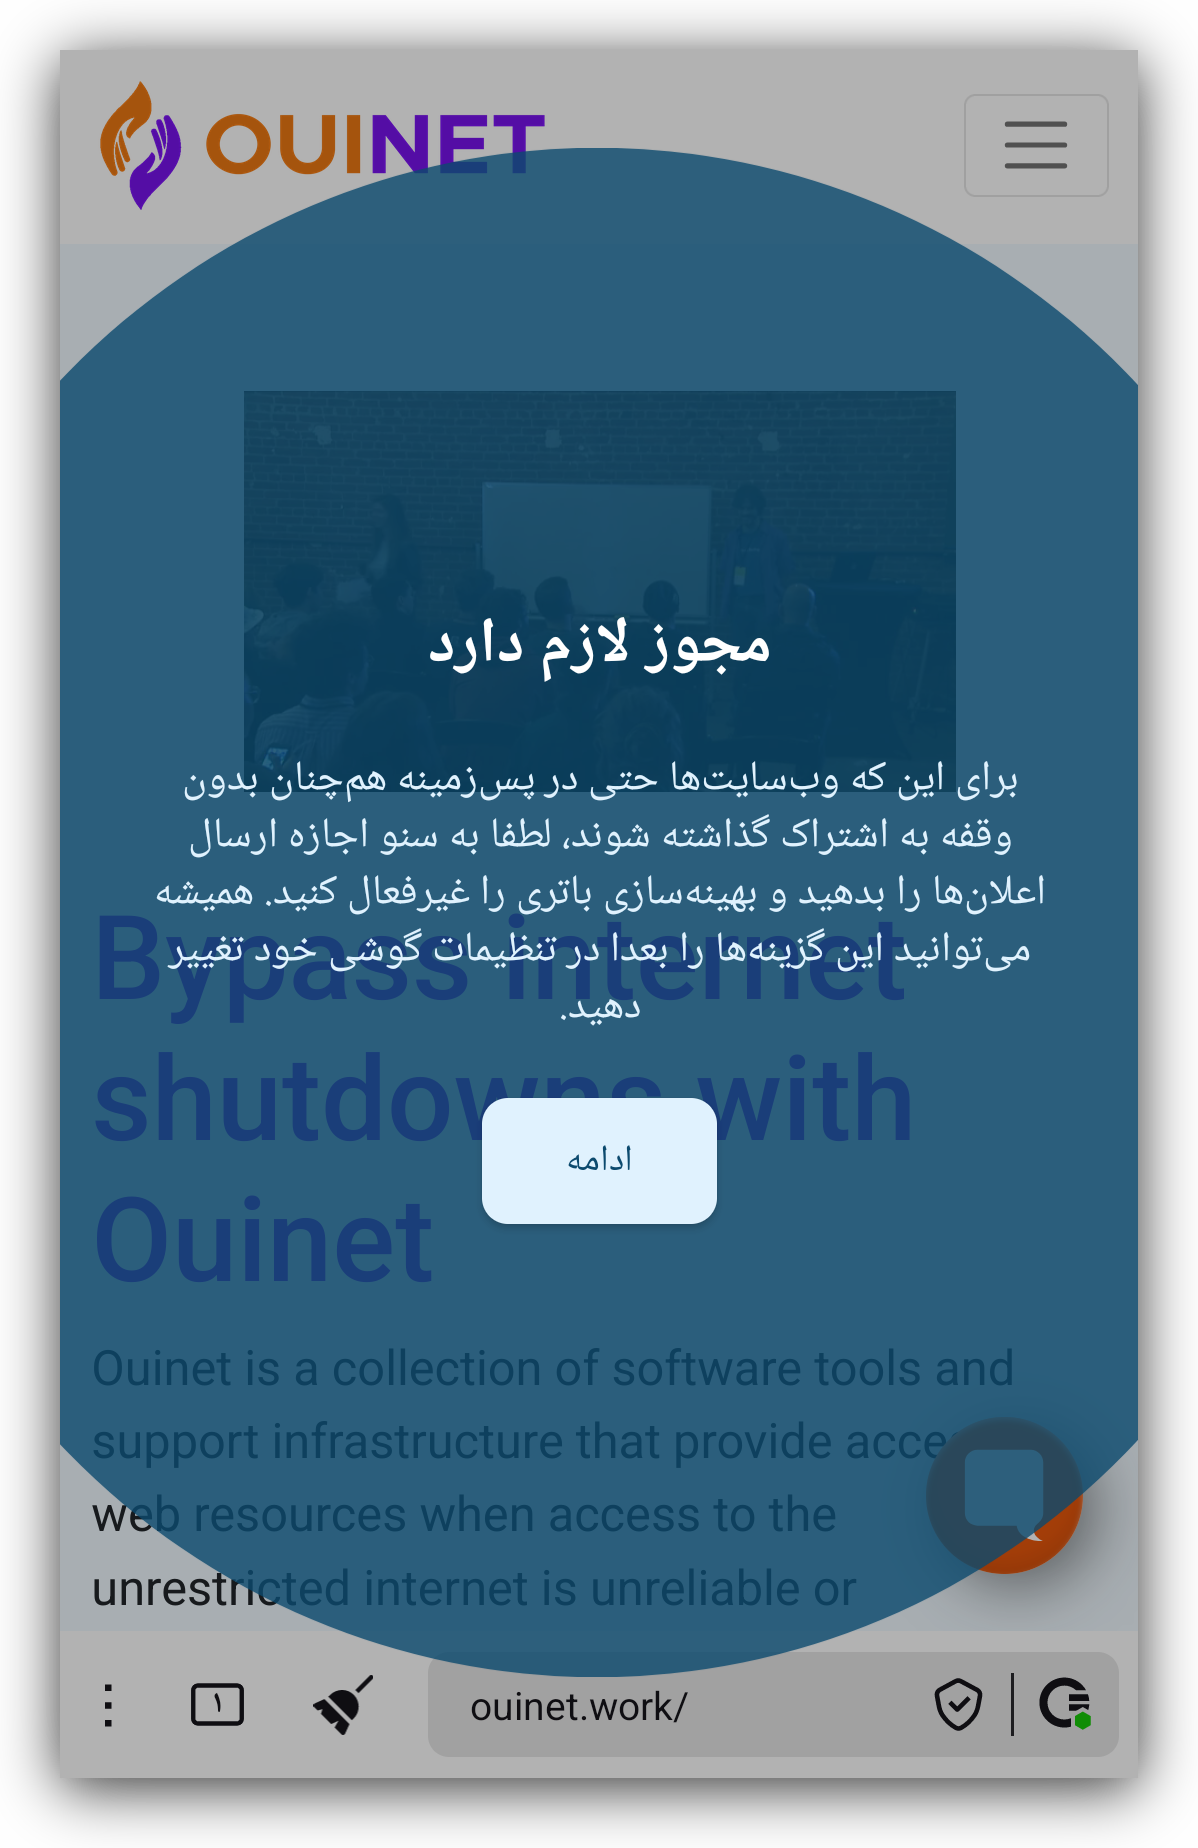 OUINET
مجوز لازم دارد
برای این که وب‌سایت‌ها حتی در پس‌زمینه هم‌چنان بدون
وقفه به اشتراک گذاشته شوند، لطفا به سنو اجازه ارسال
اعلان‌ها را بدهید و بهینه‌سازی باتری را غیرفعال کنید. همیشه
می‌توانید این گزینه‌ها را بعدا در تنظیمات گوشی خود تغییر
دهید.
Bypass internet
shutdowns with
Ouinet
ادامه
Ouinet is a collection of software tools and
support infrastructure that provide
web resources when access to the
unrestricted internet is unreliable or
۱
ouinet.work/